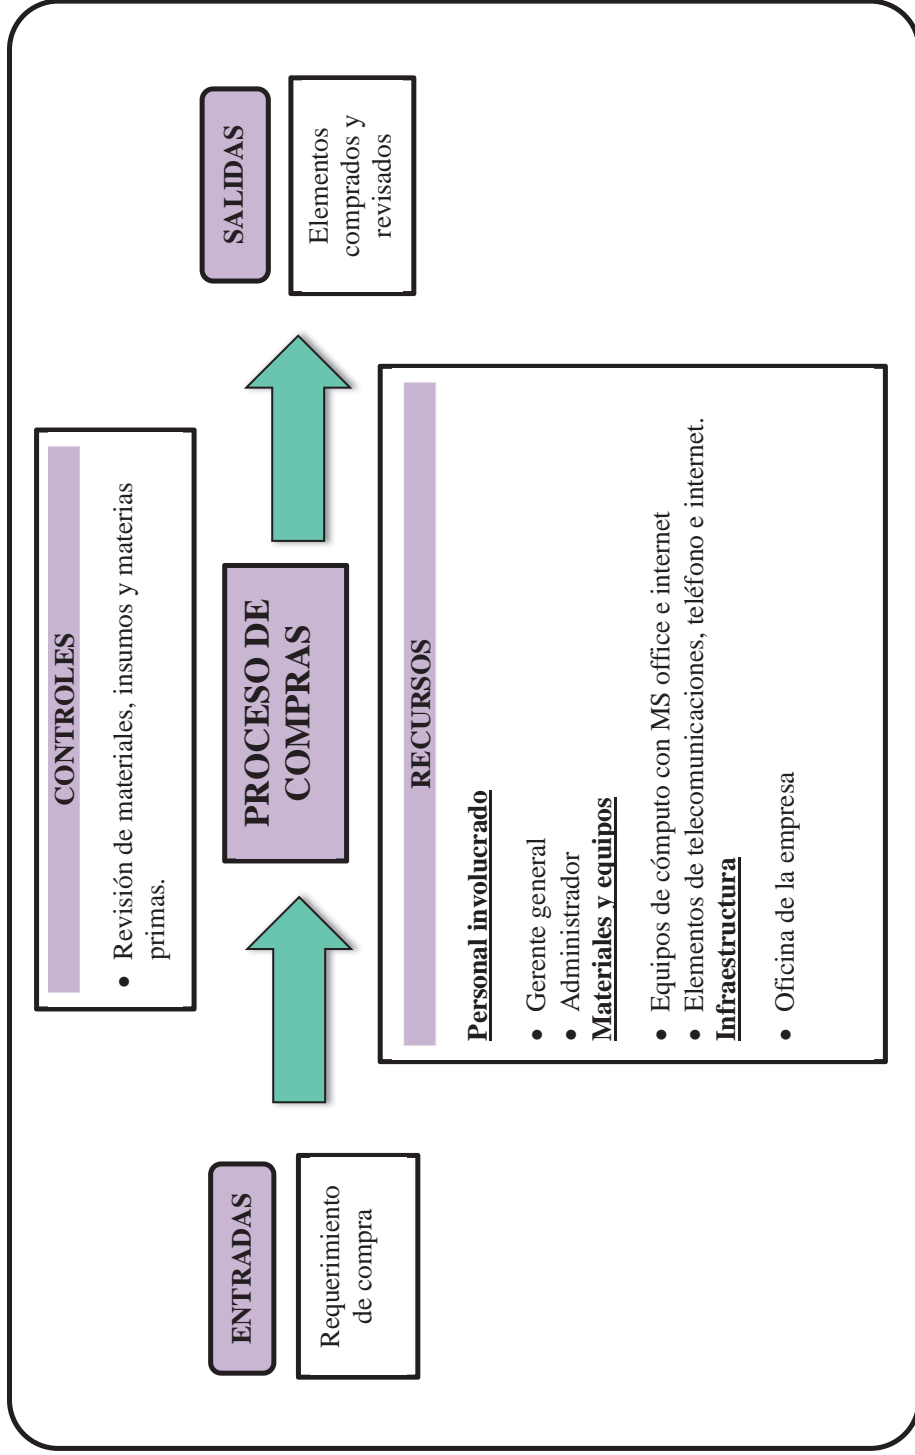 CONTROLES
• Revisión de materiales, insumos y materias
primas.
ENTRADAS
Requerimiento
de compra
PROCESO DE
COMPRAS
SALIDAS
Elementos
comprados y
revisados
RECURSOS
Personal involucrado
• Gerente general
• Administrador
Materiales y equipos
• Equipos de cómputo con MS office e internet
• Elementos de telecomunicaciones, teléfono e internet.
Infraestructura
• Oficina de la empresa